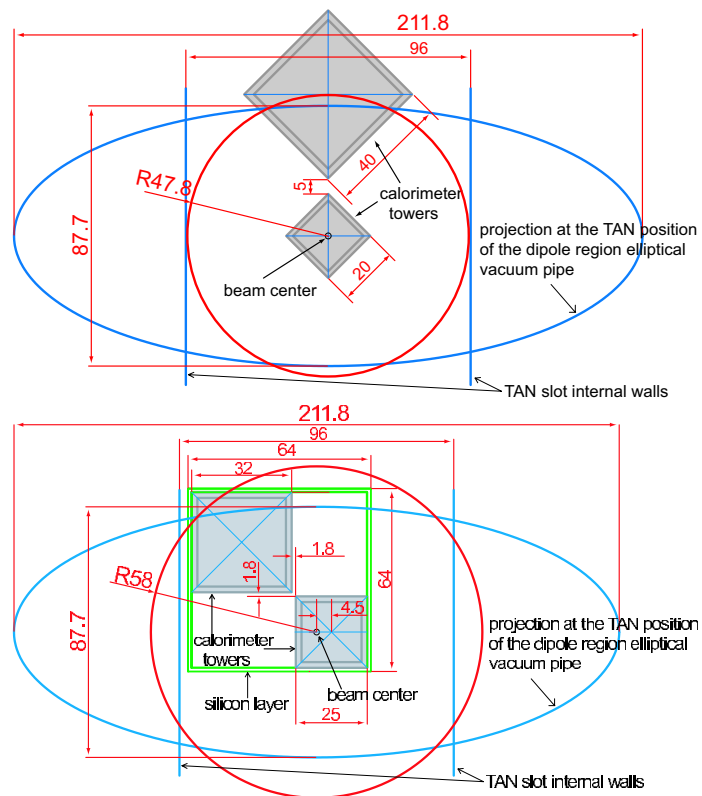 211.8
96
R47.8
87.7
5
40
calorimeter
towers
20
beam center
projection at the TAN position
of the dipole region elliptical
vacuum pipe
TAN slot internal walls
211.8
96
64
32
R58
87.7
1.8
1.8
64
4.5
calorimeter
towers
silicon layer
beam center
25
projection at the TAN position
of the dipole region elliptical
vacuum pipe
TAN slot internal walls